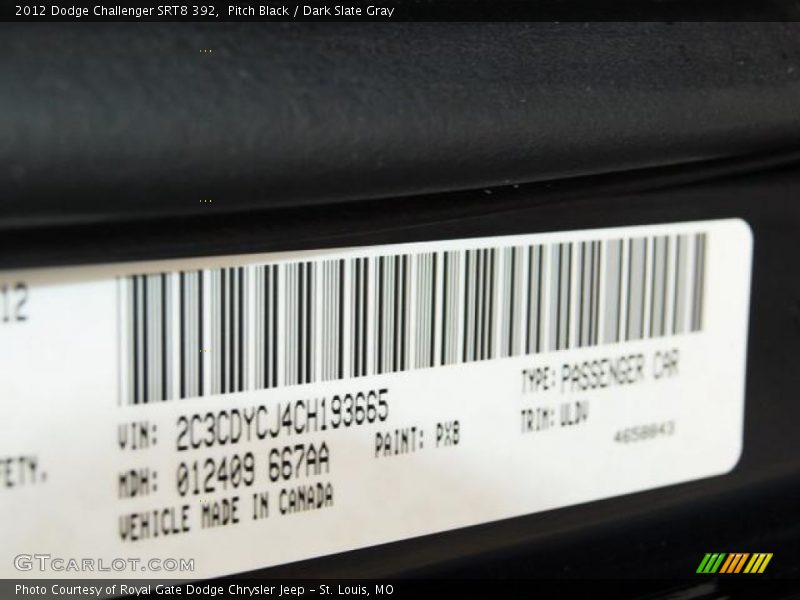 2012 Dodge Challenger SRT8 392, Pitch Black / Dark Slate Gray
12
VIN: 2C3CDYCJ4CH193665
TYPE: PASSENGER CAR
MDH: 012409 667AA
PAINT: PX8
TRIM: ULDV
4658043
ETY.
VEHICLE MADE IN CANADA
GTCARLOT.COM
Photo Courtesy of Royal Gate Dodge Chrysler Jeep – St. Louis, MO